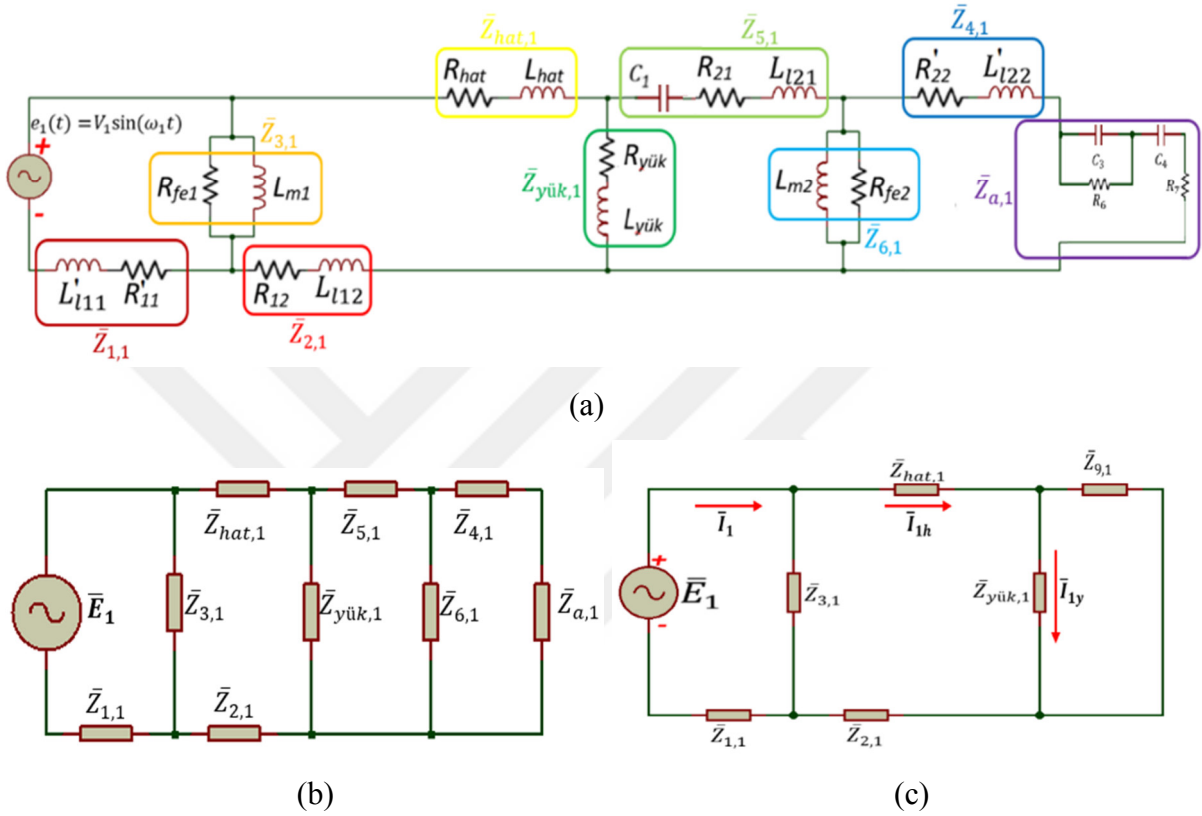 Z̄hat,1
Z̄5,1
Z̄4,1
Rhat Lhat
C1 R21 Ll21
R'22 L'l22
e1(t) =V1sin(ω1t)
+
-
Z̄3,1
Rfe1 Lm1
Z̄yük,1
Ryük
Lyük
Lm2 Rfe2
Z̄6,1
Z̄a,1
C3 C4
R6 R7
L'l11 R'11
R12 Ll12
Z̄1,1
Z̄2,1
(a)
Z̄hat,1 Z̄5,1 Z̄4,1
Ē1 Z̄3,1 Z̄yük,1 Z̄6,1 Z̄a,1
Z̄1,1 Z̄2,1
(b)
Z̄hat,1 Z̄9,1
Ī1 Ī1h
+
Ē1 Z̄3,1 Z̄yük,1 Ī1y
-
Z̄1,1 Z̄2,1
(c)